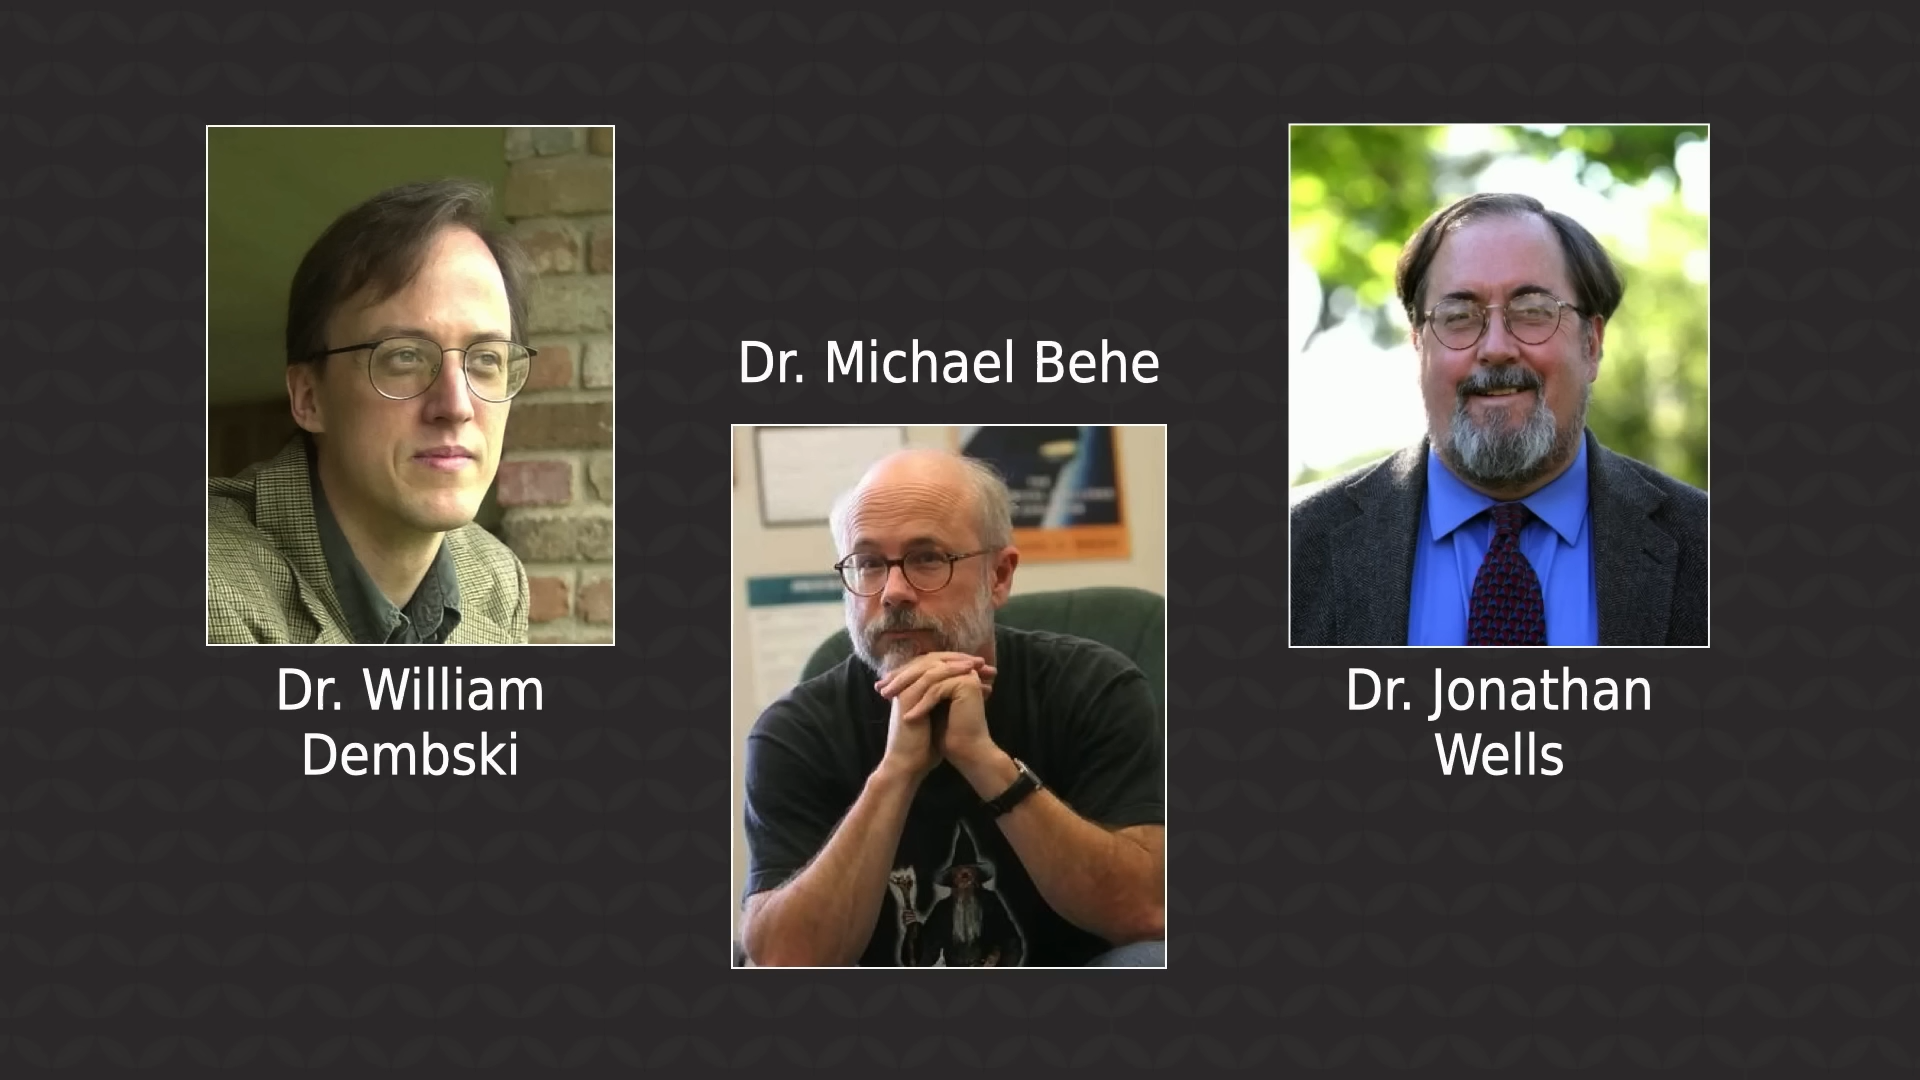 Dr. Michael Behe
Dr. William
Dembski
Dr. Jonathan
Wells